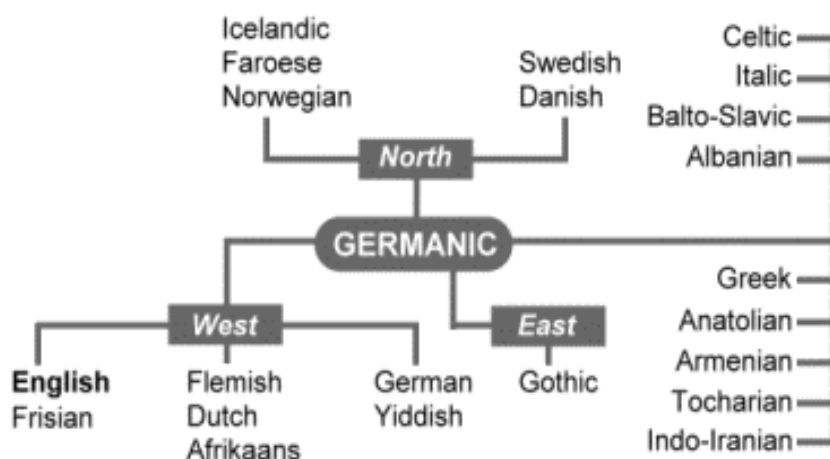 Icelandic
Faroese
Norwegian
Swedish
Danish
North
GERMANIC
West
East
English
Frisian
Flemish
Dutch
Afrikaans
German
Yiddish
Gothic
Celtic
Italic
Balto-Slavic
Albanian
Greek
Anatolian
Armenian
Tocharian
Indo-Iranian